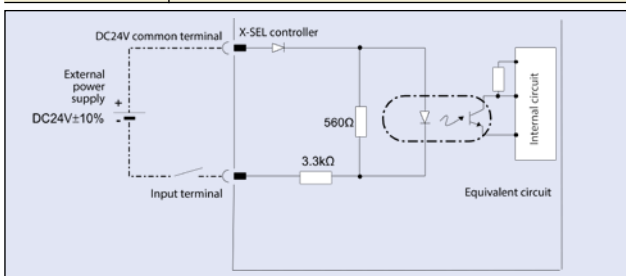 DC24V common terminal
X-SEL controller
External
power
supply
+
DC24V±10%
-
560Ω
3.3kΩ
Input terminal
Internal circuit
Equivalent circuit